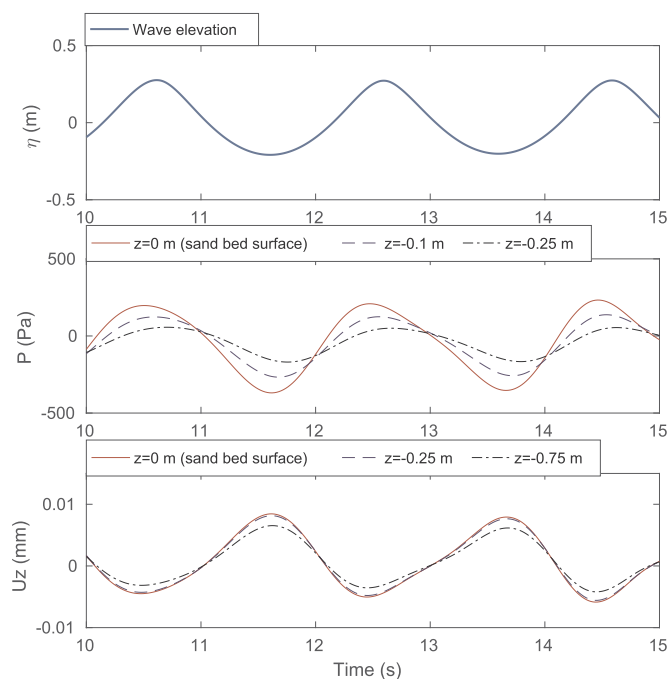 Wave elevation
0.5
0
-0.5
η (m)
10 11 12 13 14 15
z=0 m (sand bed surface) z=-0.1 m z=-0.25 m
500
0
-500
P (Pa)
10 11 12 13 14 15
z=0 m (sand bed surface) z=-0.25 m z=-0.75 m
0.01
0
-0.01
Uz (mm)
10 11 12 13 14 15
Time (s)